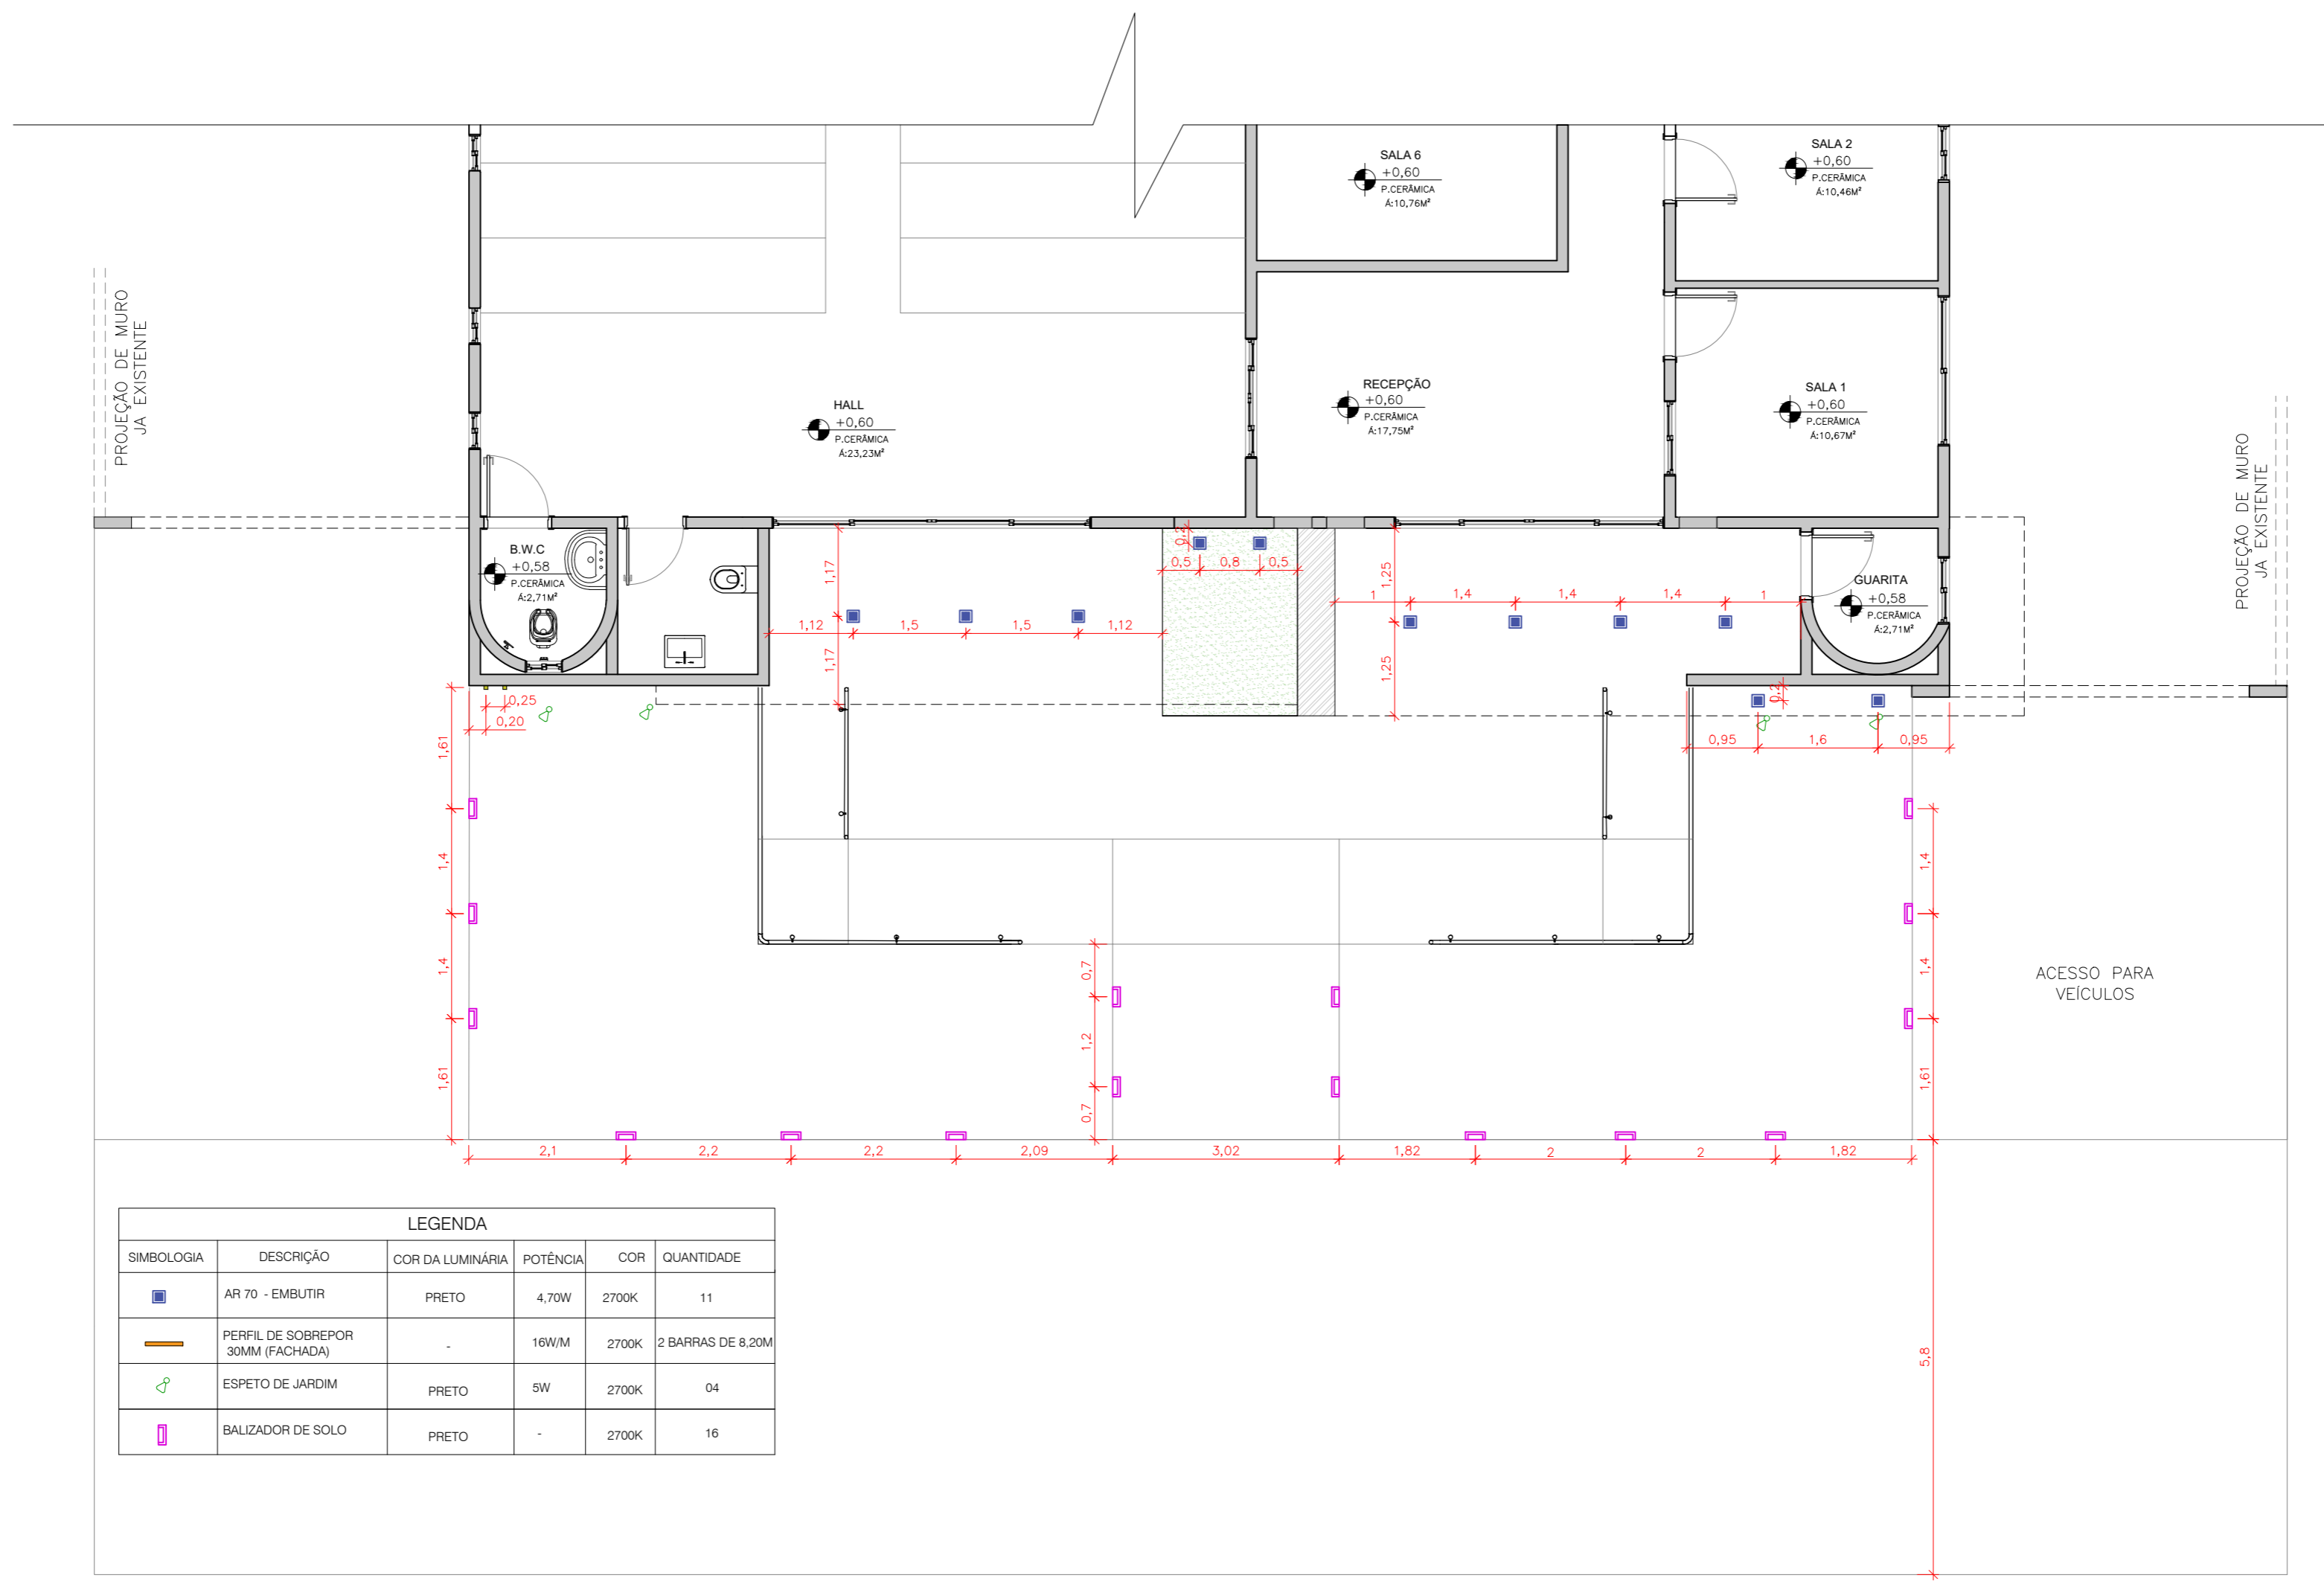 SALA 6
+0,60
P.CERÂMICA
Á:10,76M²
SALA 2
+0,60
P.CERÂMICA
Á:10,46M²
PROJEÇÃO DE MURO
JA EXISTENTE
HALL
+0,60
P.CERÂMICA
Á:23,23M²
RECEPÇÃO
+0,60
P.CERÂMICA
Á:17,75M²
SALA 1
+0,60
P.CERÂMICA
Á:10,67M²
PROJEÇÃO DE MURO
JA EXISTENTE
B.W.C
+0,58
P.CERÂMICA
Á:2,71M²
GUARITA
+0,58
P.CERÂMICA
Á:2,71M²
0,2
0,5 0,8 0,5
1,17
1,25
1 1,4 1,4 1,4 1
1,12 1,5 1,5 1,12
1,17
1,25
0,2
0,25
0,20
0,95 1,6 0,95
1,61
1,4
1,4
1,61
0,7
1,2
0,7
1,4
1,4
1,61
ACESSO PARA
VEÍCULOS
2,1 2,2 2,2 2,09 3,02 1,82 2 2 1,82
5,8
LEGENDA
SIMBOLOGIA DESCRIÇÃO COR DA LUMINÁRIA POTÊNCIA COR QUANTIDADE
AR 70 - EMBUTIR PRETO 4,70W 2700K 11
PERFIL DE SOBREPOR
30MM (FACHADA) - 16W/M 2700K 2 BARRAS DE 8,20M
ESPETO DE JARDIM PRETO 5W 2700K 04
BALIZADOR DE SOLO PRETO - 2700K 16